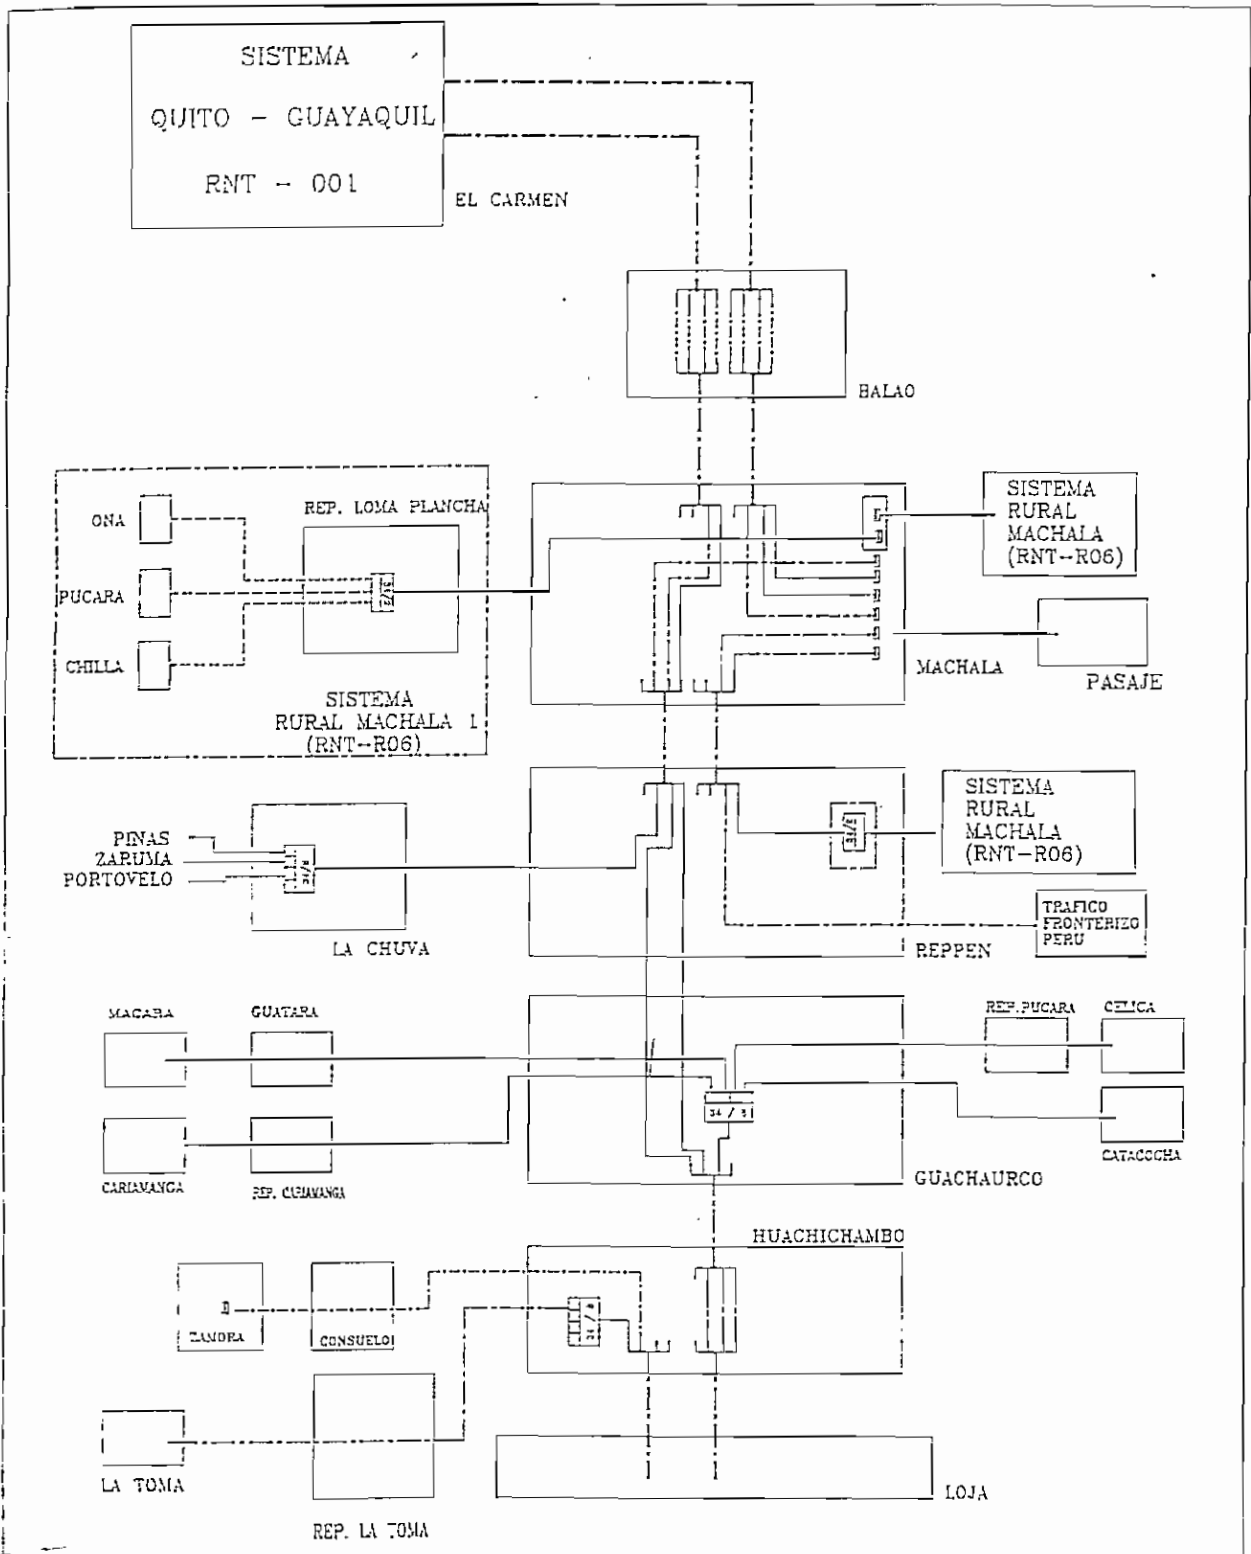 SISTEMA
QUITO - GUAYAQUIL
RNT - 001
EL CARMEN
BALAO
ONA
PUCARA
CHILLA
REP. LOMA PLANCHA
SISTEMA
RURAL MACHALA 1
(RNT-R06)
SISTEMA
RURAL
MACHALA
(RNT-R06)
MACHALA
PASAJE
PINAS
ZARUMA
PORTOVELO
LA CHUVA
SISTEMA
RURAL
MACHALA
(RNT-R06)
TRAFICO
FRONTERIZO
PERU
REPPEN
MACARA
GUATARA
REP.PUCARA
CELICA
34 / 8
CARIAMANGA
REP. CARIAMANGA
CATACOCHA
GUACHAURCO
HUACHICHAMBO
ZAMORA
CONSUELO
34 / 8
LA TOMA
REP. LA TOMA
LOJA